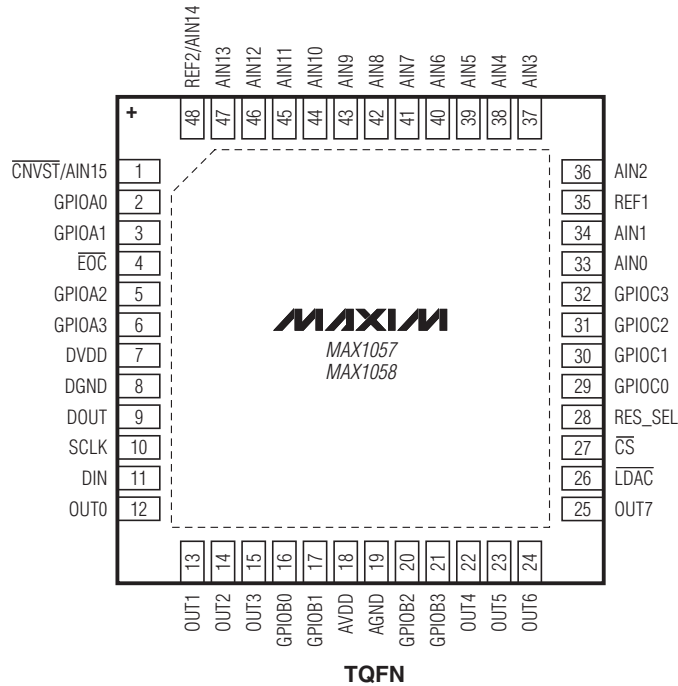 REF2/AIN14
AIN13
AIN12
AIN11
AIN10
AIN9
AIN8
AIN7
AIN6
AIN5
AIN4
AIN3
+
48
47
46
45
44
43
42
41
40
39
38
37
CNVST/AIN15 1
GPIOA0 2
GPIOA1 3
EOC 4
GPIOA2 5
GPIOA3 6
DVDD 7
DGND 8
DOUT 9
SCLK 10
DIN 11
OUT0 12
MAXIM
MAX1057
MAX1058
36 AIN2
35 REF1
34 AIN1
33 AIN0
32 GPIOC3
31 GPIOC2
30 GPIOC1
29 GPIOC0
28 RES_SEL
27 CS
26 LDAC
25 OUT7
13
14
15
16
17
18
19
20
21
22
23
24
OUT1
OUT2
OUT3
GPIOB0
GPIOB1
AVDD
AGND
GPIOB2
GPIOB3
OUT4
OUT5
OUT6
TQFN